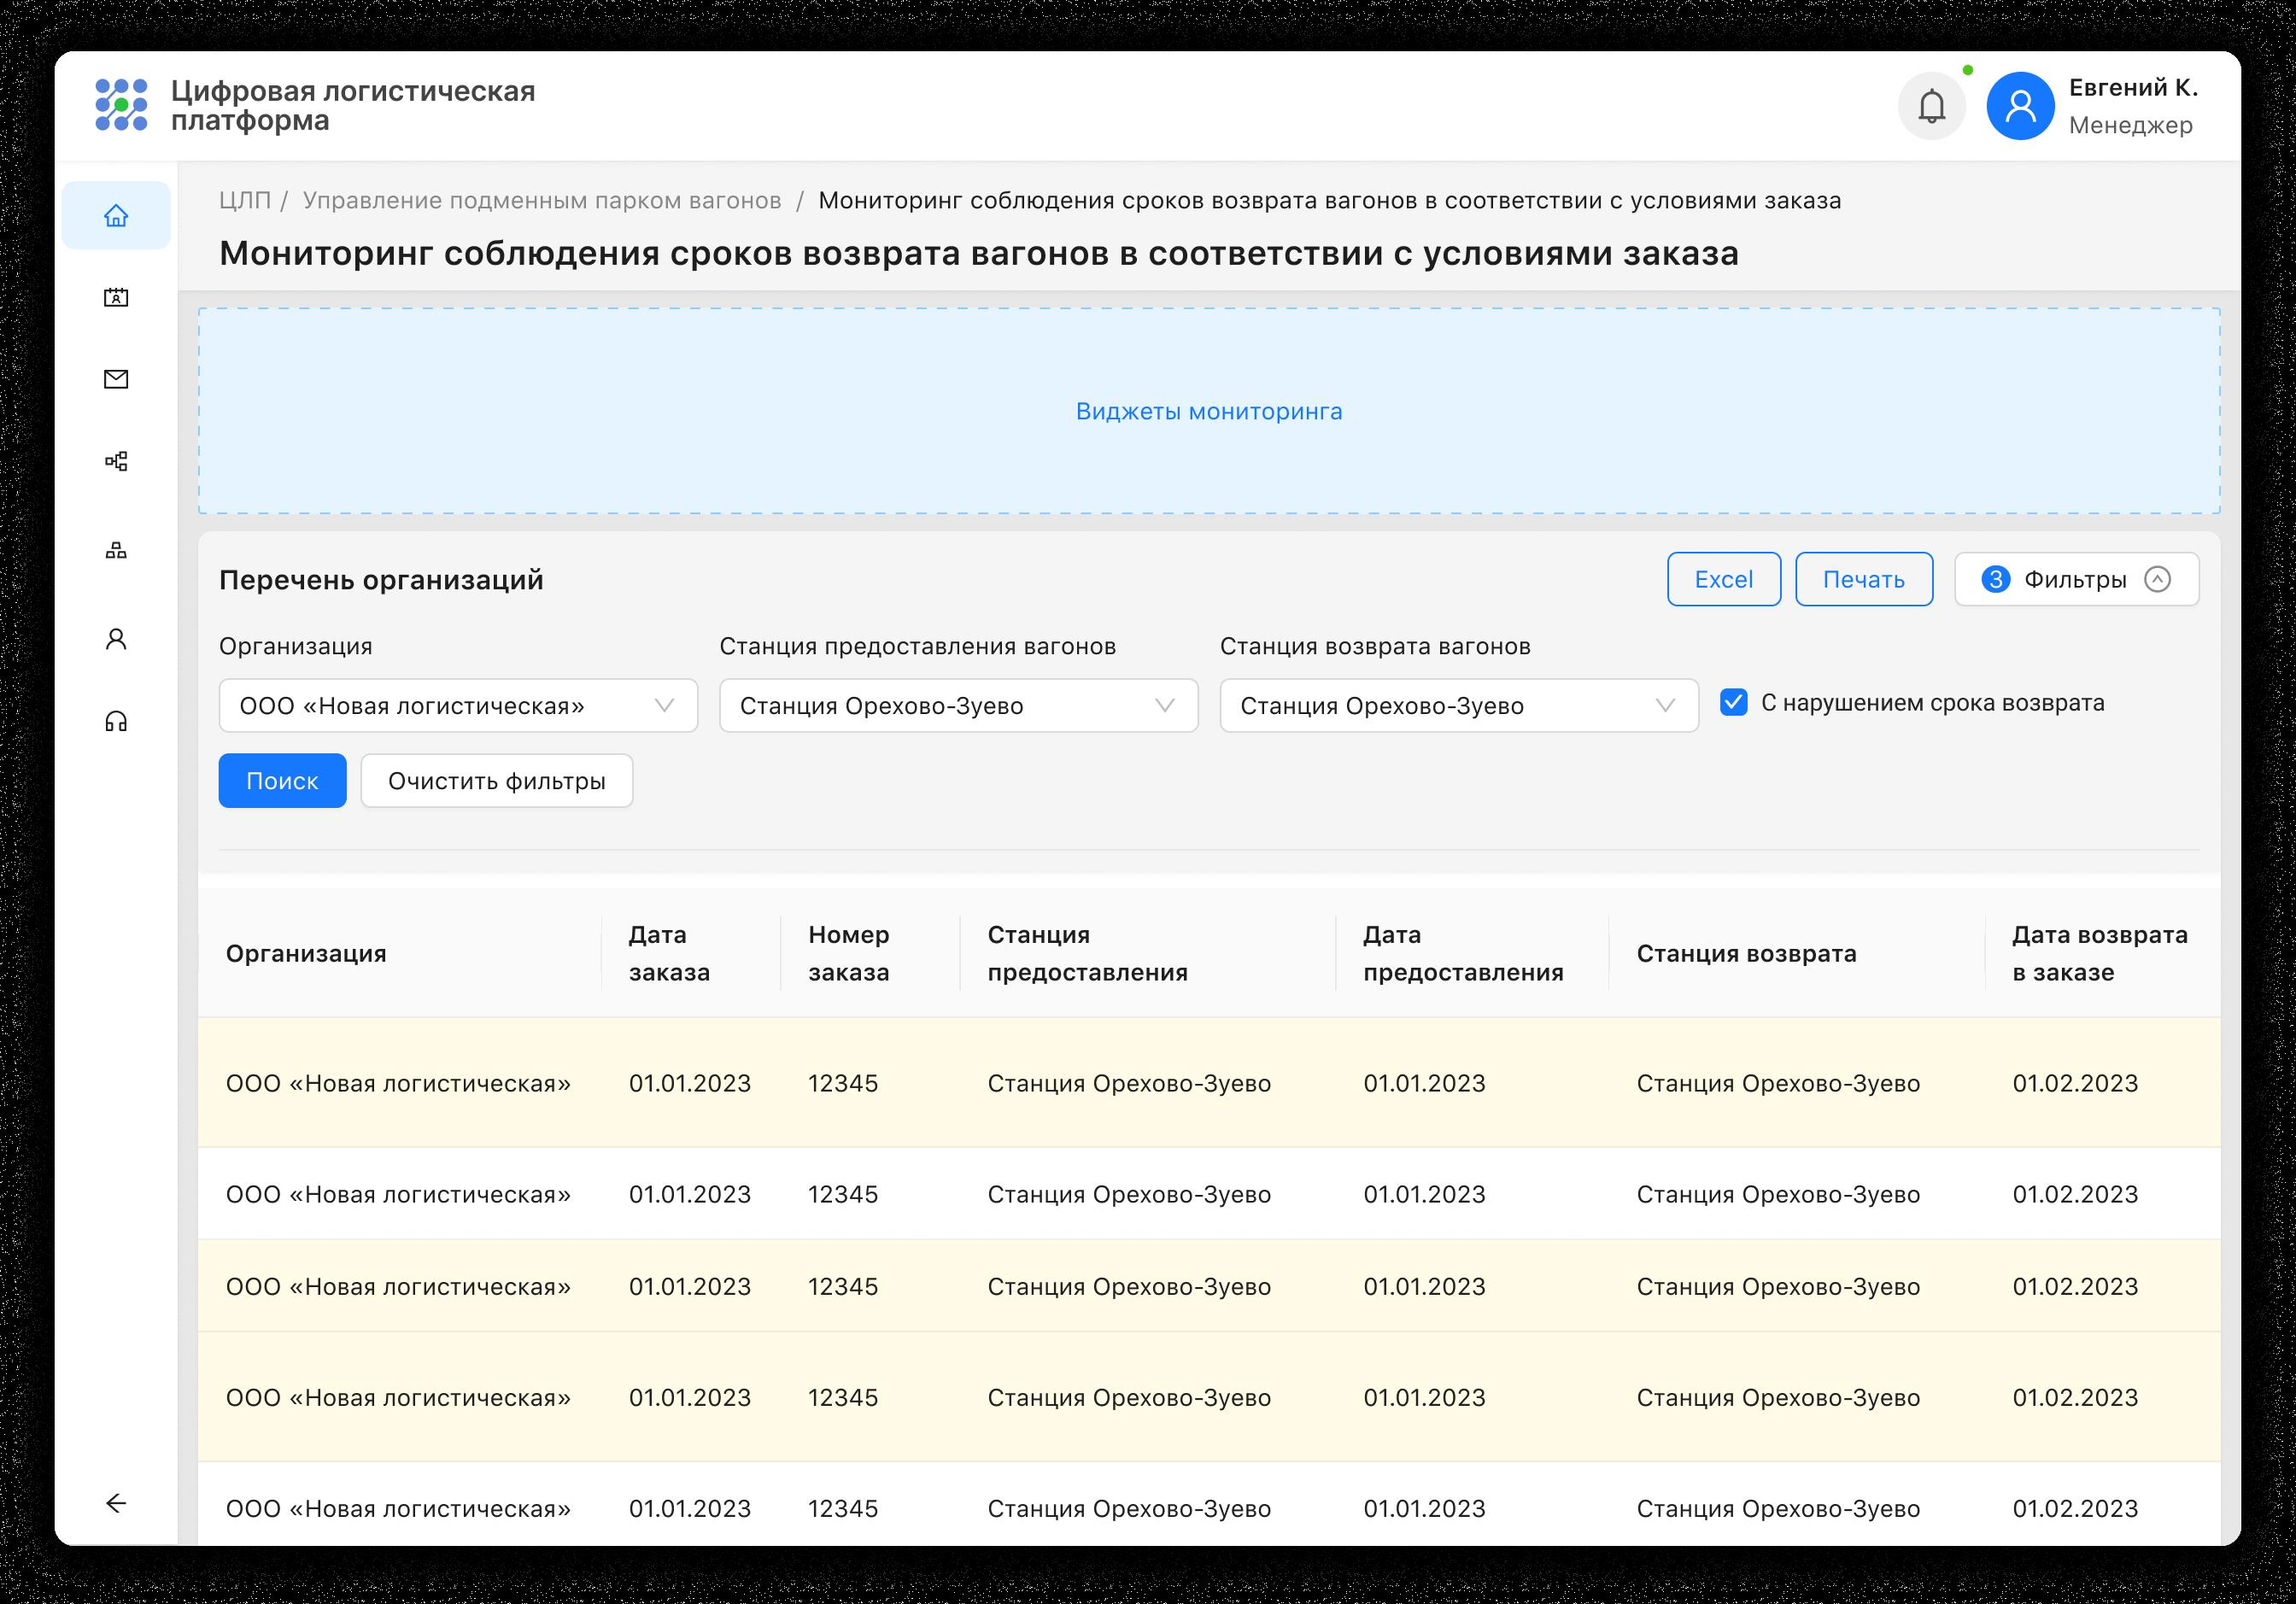 Цифровая логистическая
платформа
Евгений К.
Менеджер
ЦЛП / Управление подменным парком вагонов / Мониторинг соблюдения сроков возврата вагонов в соответствии с условиями заказа
Мониторинг соблюдения сроков возврата вагонов в соответствии с условиями заказа
Виджеты мониторинга
Перечень организаций
Excel
Печать
3 Фильтры
Организация
Станция предоставления вагонов
Станция возврата вагонов
ООО «Новая логистическая»
Станция Орехово-Зуево
Станция Орехово-Зуево
С нарушением срока возврата
Поиск
Очистить фильтры
Организация
Дата
заказа
Номер
заказа
Станция
предоставления
Дата
предоставления
Станция возврата
Дата возврата
в заказе
ООО «Новая логистическая» 01.01.2023 12345 Станция Орехово-Зуево 01.01.2023 Станция Орехово-Зуево 01.02.2023
ООО «Новая логистическая» 01.01.2023 12345 Станция Орехово-Зуево 01.01.2023 Станция Орехово-Зуево 01.02.2023
ООО «Новая логистическая» 01.01.2023 12345 Станция Орехово-Зуево 01.01.2023 Станция Орехово-Зуево 01.02.2023
ООО «Новая логистическая» 01.01.2023 12345 Станция Орехово-Зуево 01.01.2023 Станция Орехово-Зуево 01.02.2023
ООО «Новая логистическая» 01.01.2023 12345 Станция Орехово-Зуево 01.01.2023 Станция Орехово-Зуево 01.02.2023